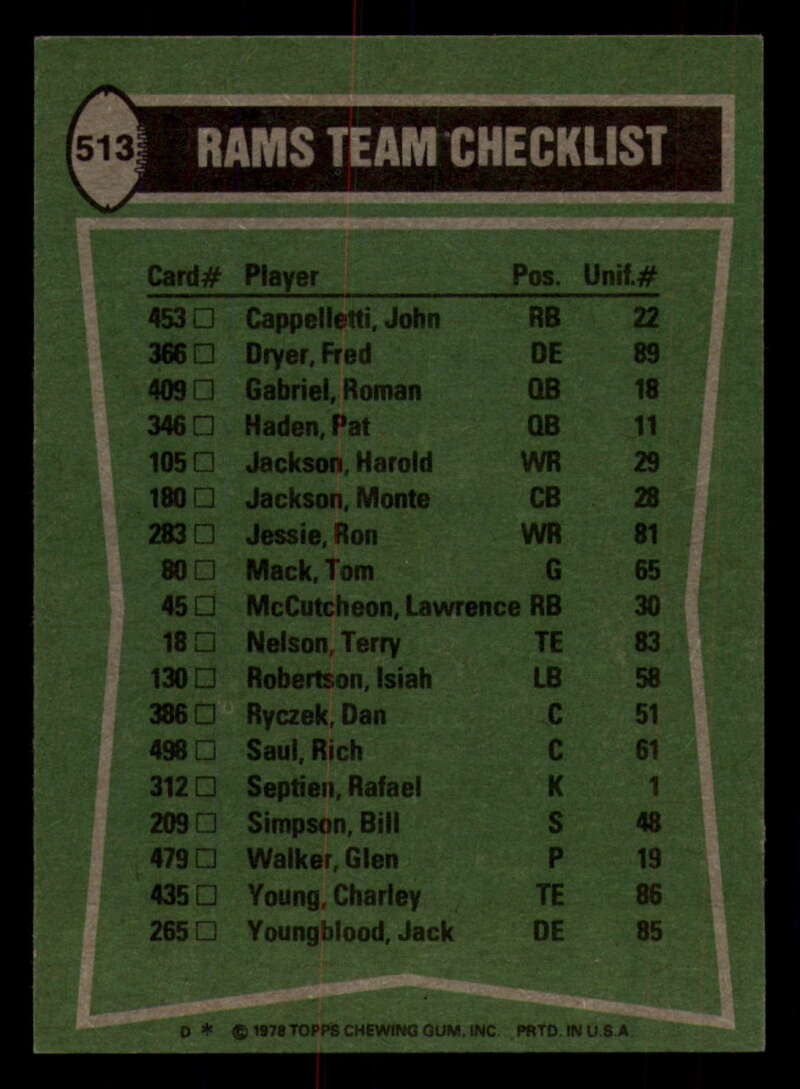 513
RAMS TEAM CHECKLIST
Card# Player Pos. Unif.#
453 □ Cappelletti, John RB 22
366 □ Dryer, Fred DE 89
409 □ Gabriel, Roman QB 18
346 □ Haden, Pat QB 11
105 □ Jackson, Harold WR 29
180 □ Jackson, Monte CB 28
283 □ Jessie, Ron WR 81
80 □ Mack, Tom G 65
45 □ McCutcheon, Lawrence RB 30
18 □ Nelson, Terry TE 83
130 □ Robertson, Isiah LB 58
386 □ Ryczek, Dan C 51
498 □ Saul, Rich C 61
312 □ Septien, Rafael K 1
209 □ Simpson, Bill S 48
479 □ Walker, Glen P 19
435 □ Young, Charley TE 86
265 □ Youngblood, Jack DE 85
D * © 1978 TOPPS CHEWING GUM, INC. PRTD. IN U.S.A.